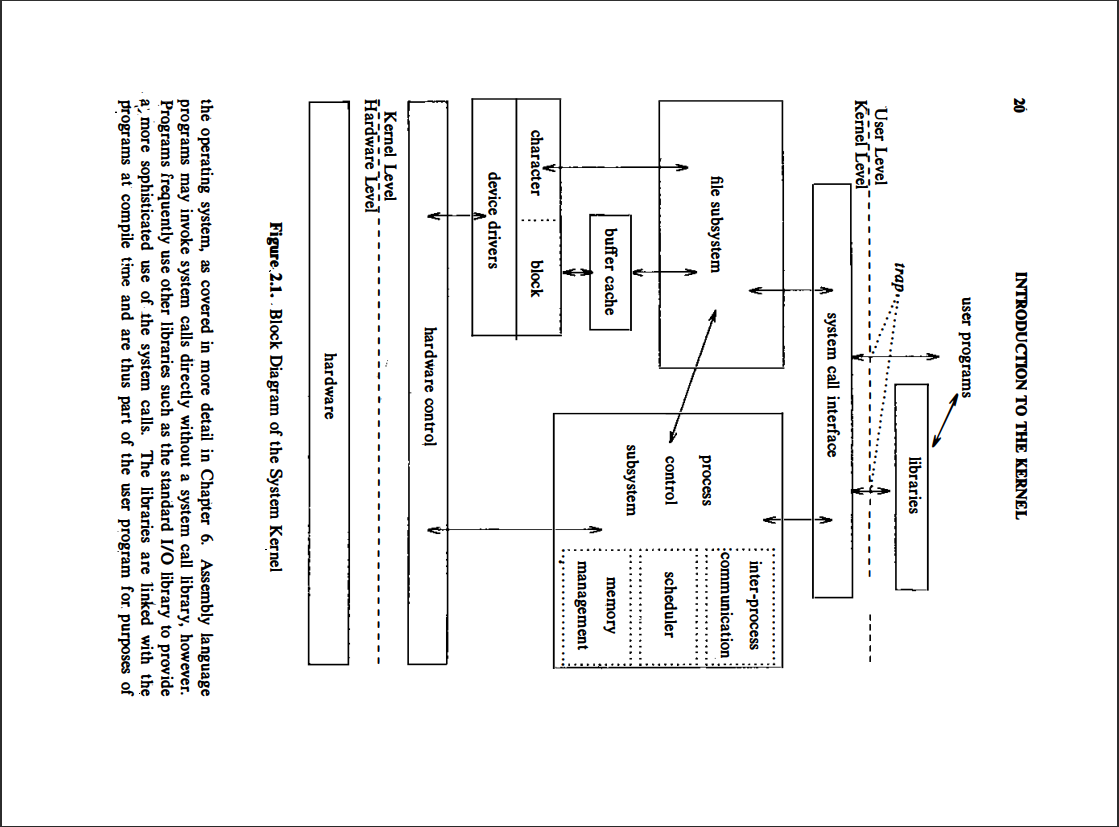 20 INTRODUCTION TO THE KERNEL
user programs
libraries
trap
User Level
Kernel Level
system call interface
file subsystem
process
control
subsystem
inter-process
communication
scheduler
memory
management
buffer cache
character
block
device drivers
hardware control
Kernel Level
Hardware Level
hardware
Figure 2.1. Block Diagram of the System Kernel
the operating system, as covered in more detail in Chapter 6. Assembly language
programs may invoke system calls directly without a system call library, however.
Programs frequently use other libraries such as the standard I/O library to provide
a more sophisticated use of the system calls. The libraries are linked with the
programs at compile time and are thus part of the user program for purposes of